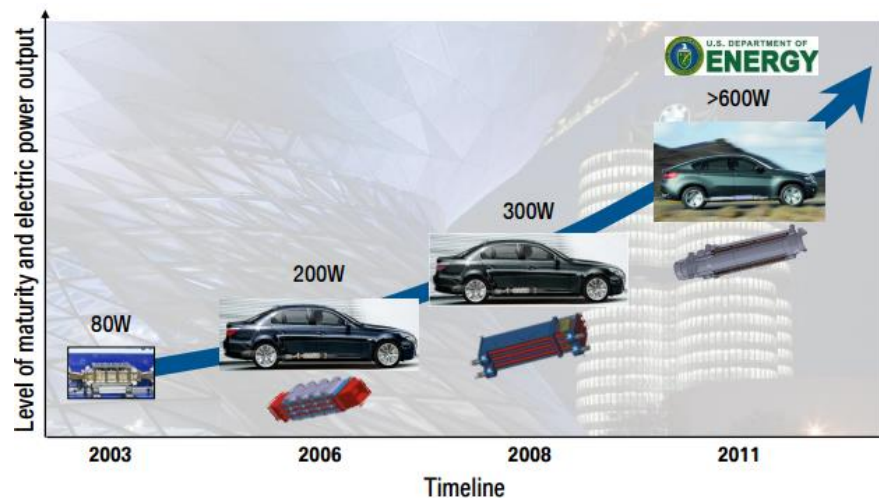 Level of maturity and electric power output
U.S. DEPARTMENT OF
ENERGY
>600W
300W
200W
80W
2003 2006 2008 2011
Timeline